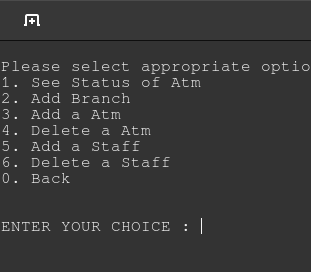 Please select appropriate optio
1. See Status of Atm
2. Add Branch
3. Add a Atm
4. Delete a Atm
5. Add a Staff
6. Delete a Staff
0. Back
ENTER YOUR CHOICE :